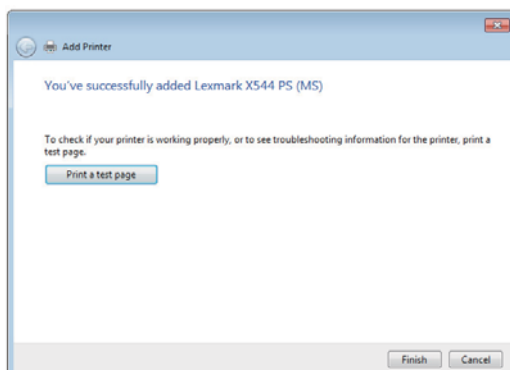 Add Printer
You've successfully added Lexmark X544 PS (MS)
To check if your printer is working properly, or to see troubleshooting information for the printer, print a
test page.
Print a test page
Finish Cancel